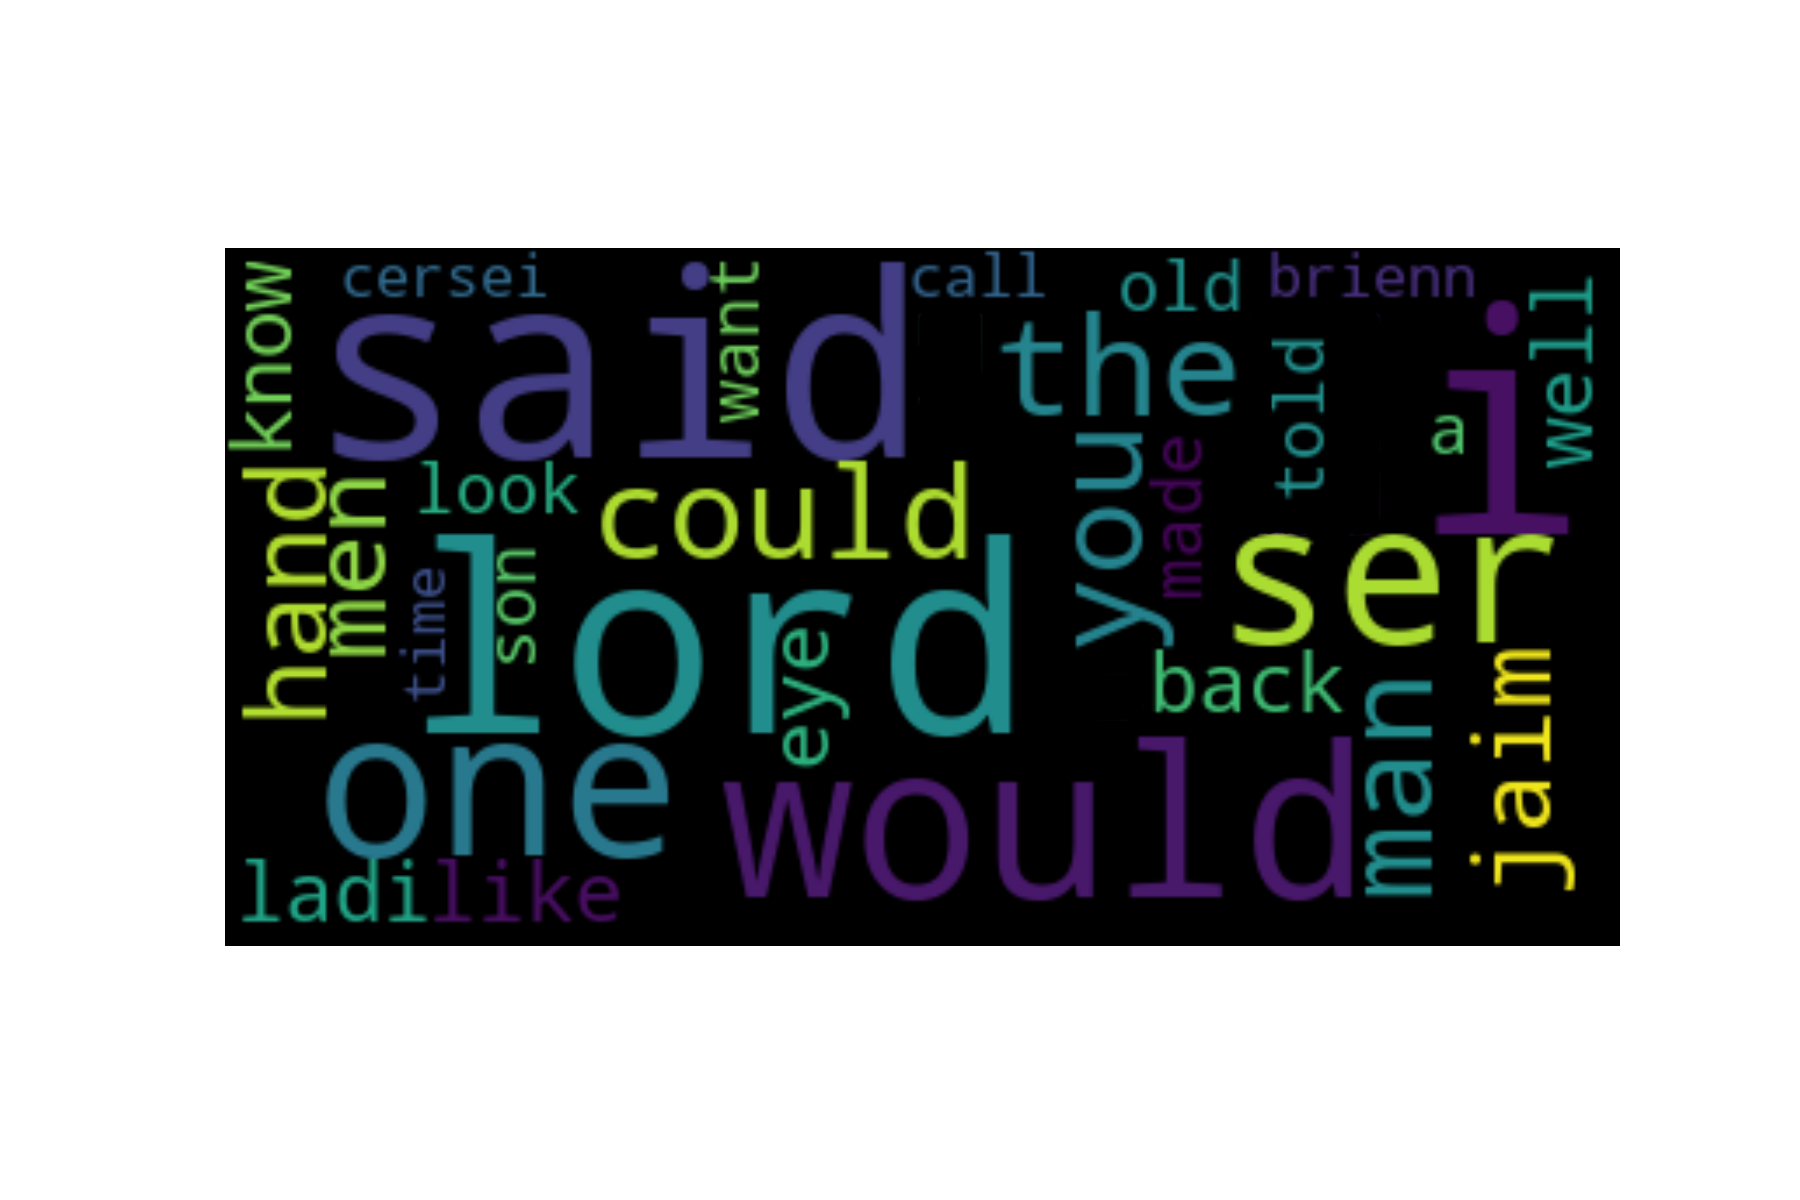 know
cersei
said
want
call
old
brienn
the
told
i
a
well
hand
men
look
could
you
made
ser
time
son
lord
eye
back
man
jaim
one
would
ladi
like